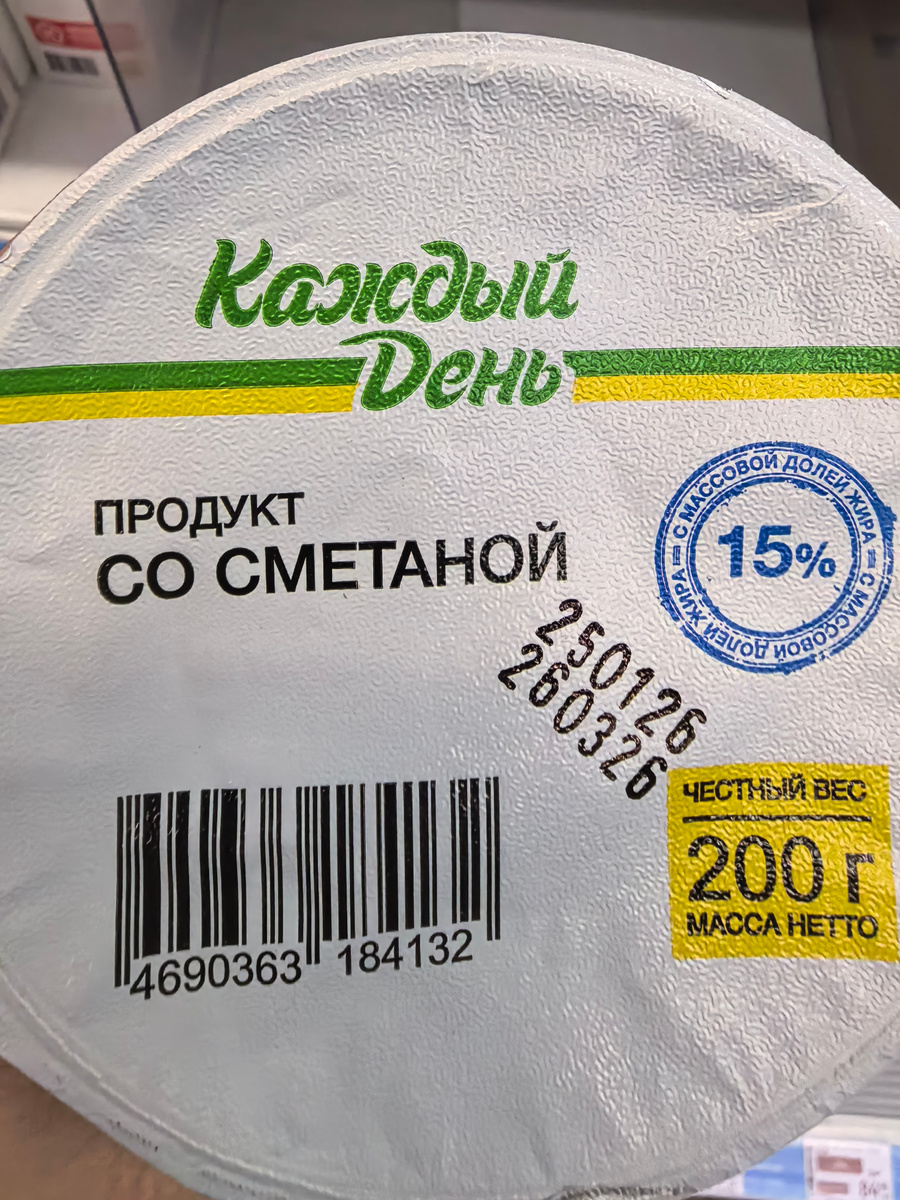 Каждый
День
ПРОДУКТ
СО СМЕТАНОЙ
С МАССОВОЙ ДОЛЕЙ ЖИРА = С МАССОВОЙ ДОЛЕЙ ЖИРА =
15%
250126
260326
ЧЕСТНЫЙ ВЕС
200 г
МАССА НЕТТО
4690363 184132